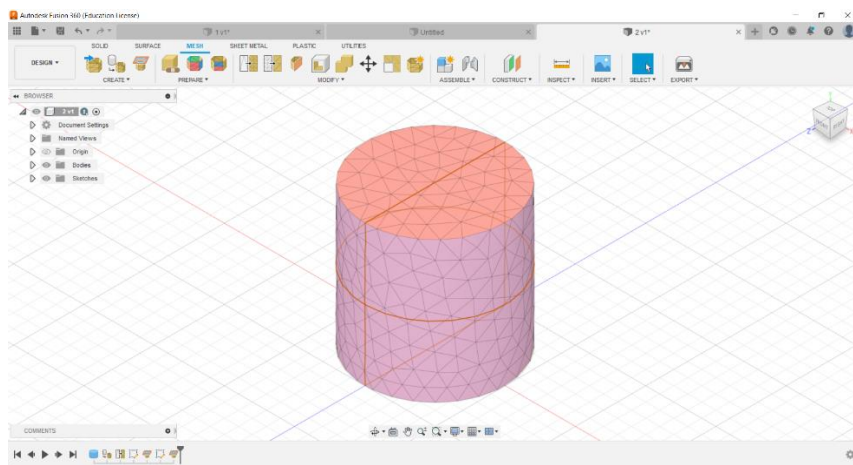 Autodesk Fusion 360 (Education License)
1 v1*
Untitled
2 v1*
SOLID SURFACE MESH SHEET METAL PLASTIC UTILITIES
DESIGN
CREATE PREPARE MODIFY ASSEMBLE CONSTRUCT INSPECT INSERT SELECT EXPORT
BROWSER
2 v1
Document Settings
Named Views
Origin
Bodies
Sketches
COMMENTS